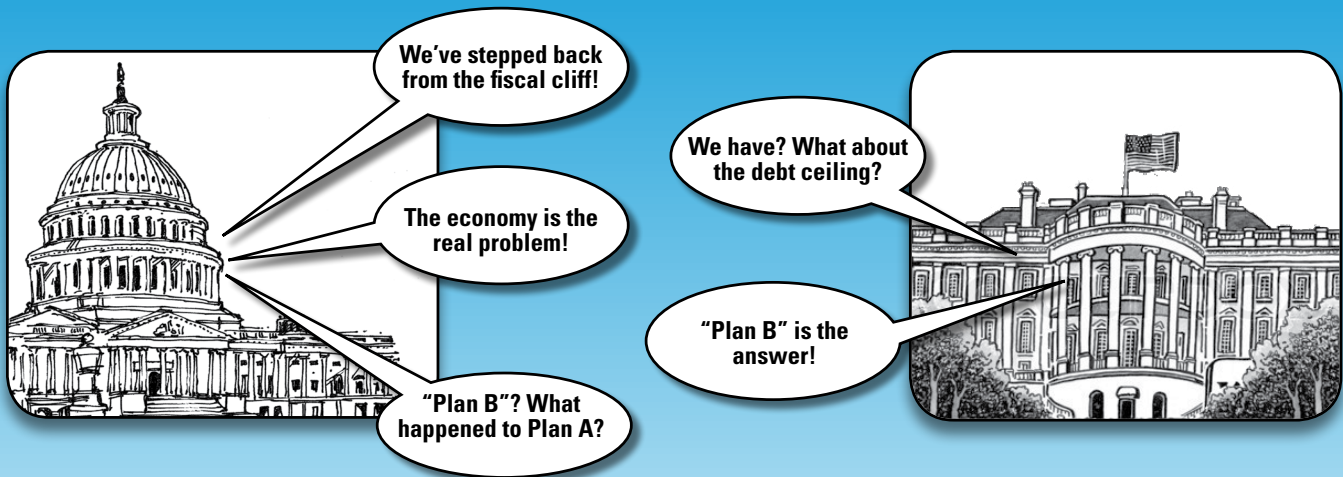 We've stepped back
from the fiscal cliff!
We have? What about
the debt ceiling?
The economy is the
real problem!
"Plan B" is the
answer!
"Plan B"? What
happened to Plan A?